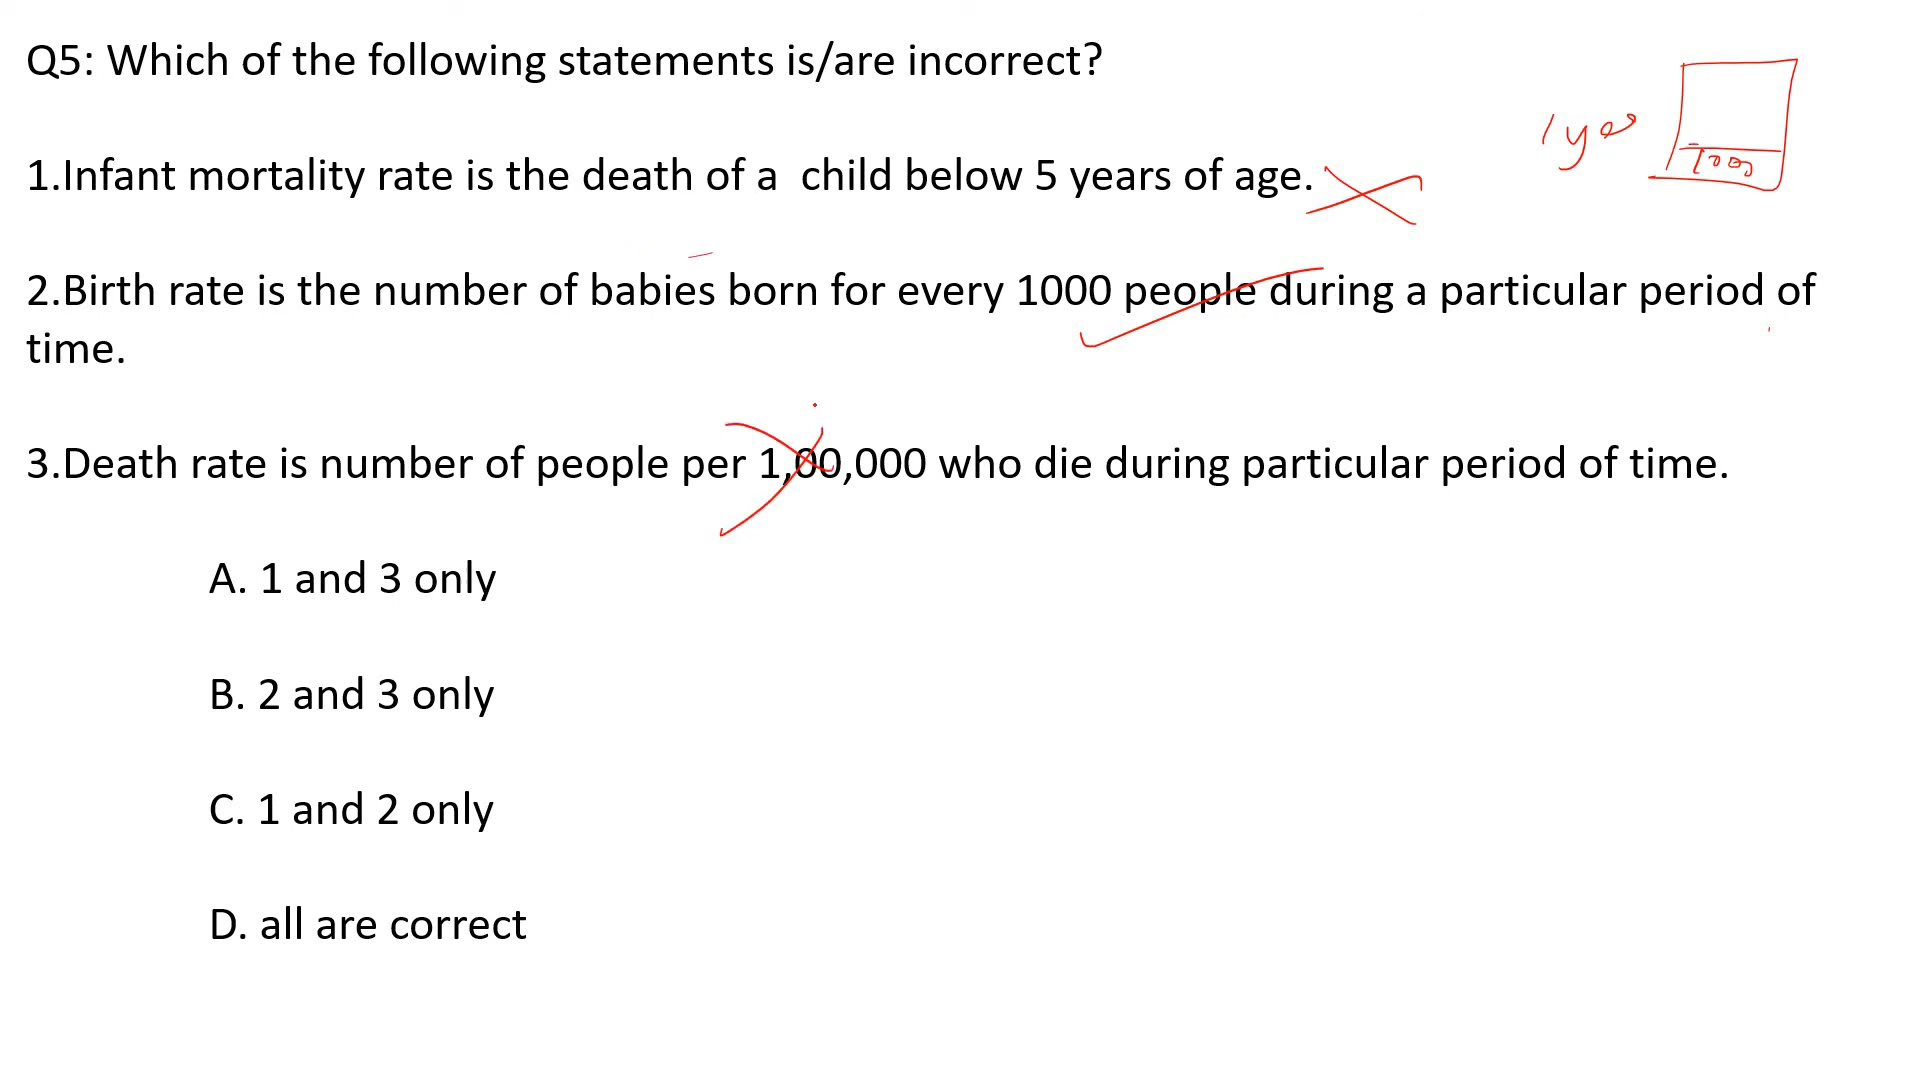 Q5: Which of the following statements is/are incorrect?
1 yea
1000
1.Infant mortality rate is the death of a  child below 5 years of age.
2.Birth rate is the number of babies born for every 1000 people during a particular period of
time.
3.Death rate is number of people per 1,00,000 who die during particular period of time.
A. 1 and 3 only
B. 2 and 3 only
C. 1 and 2 only
D. all are correct